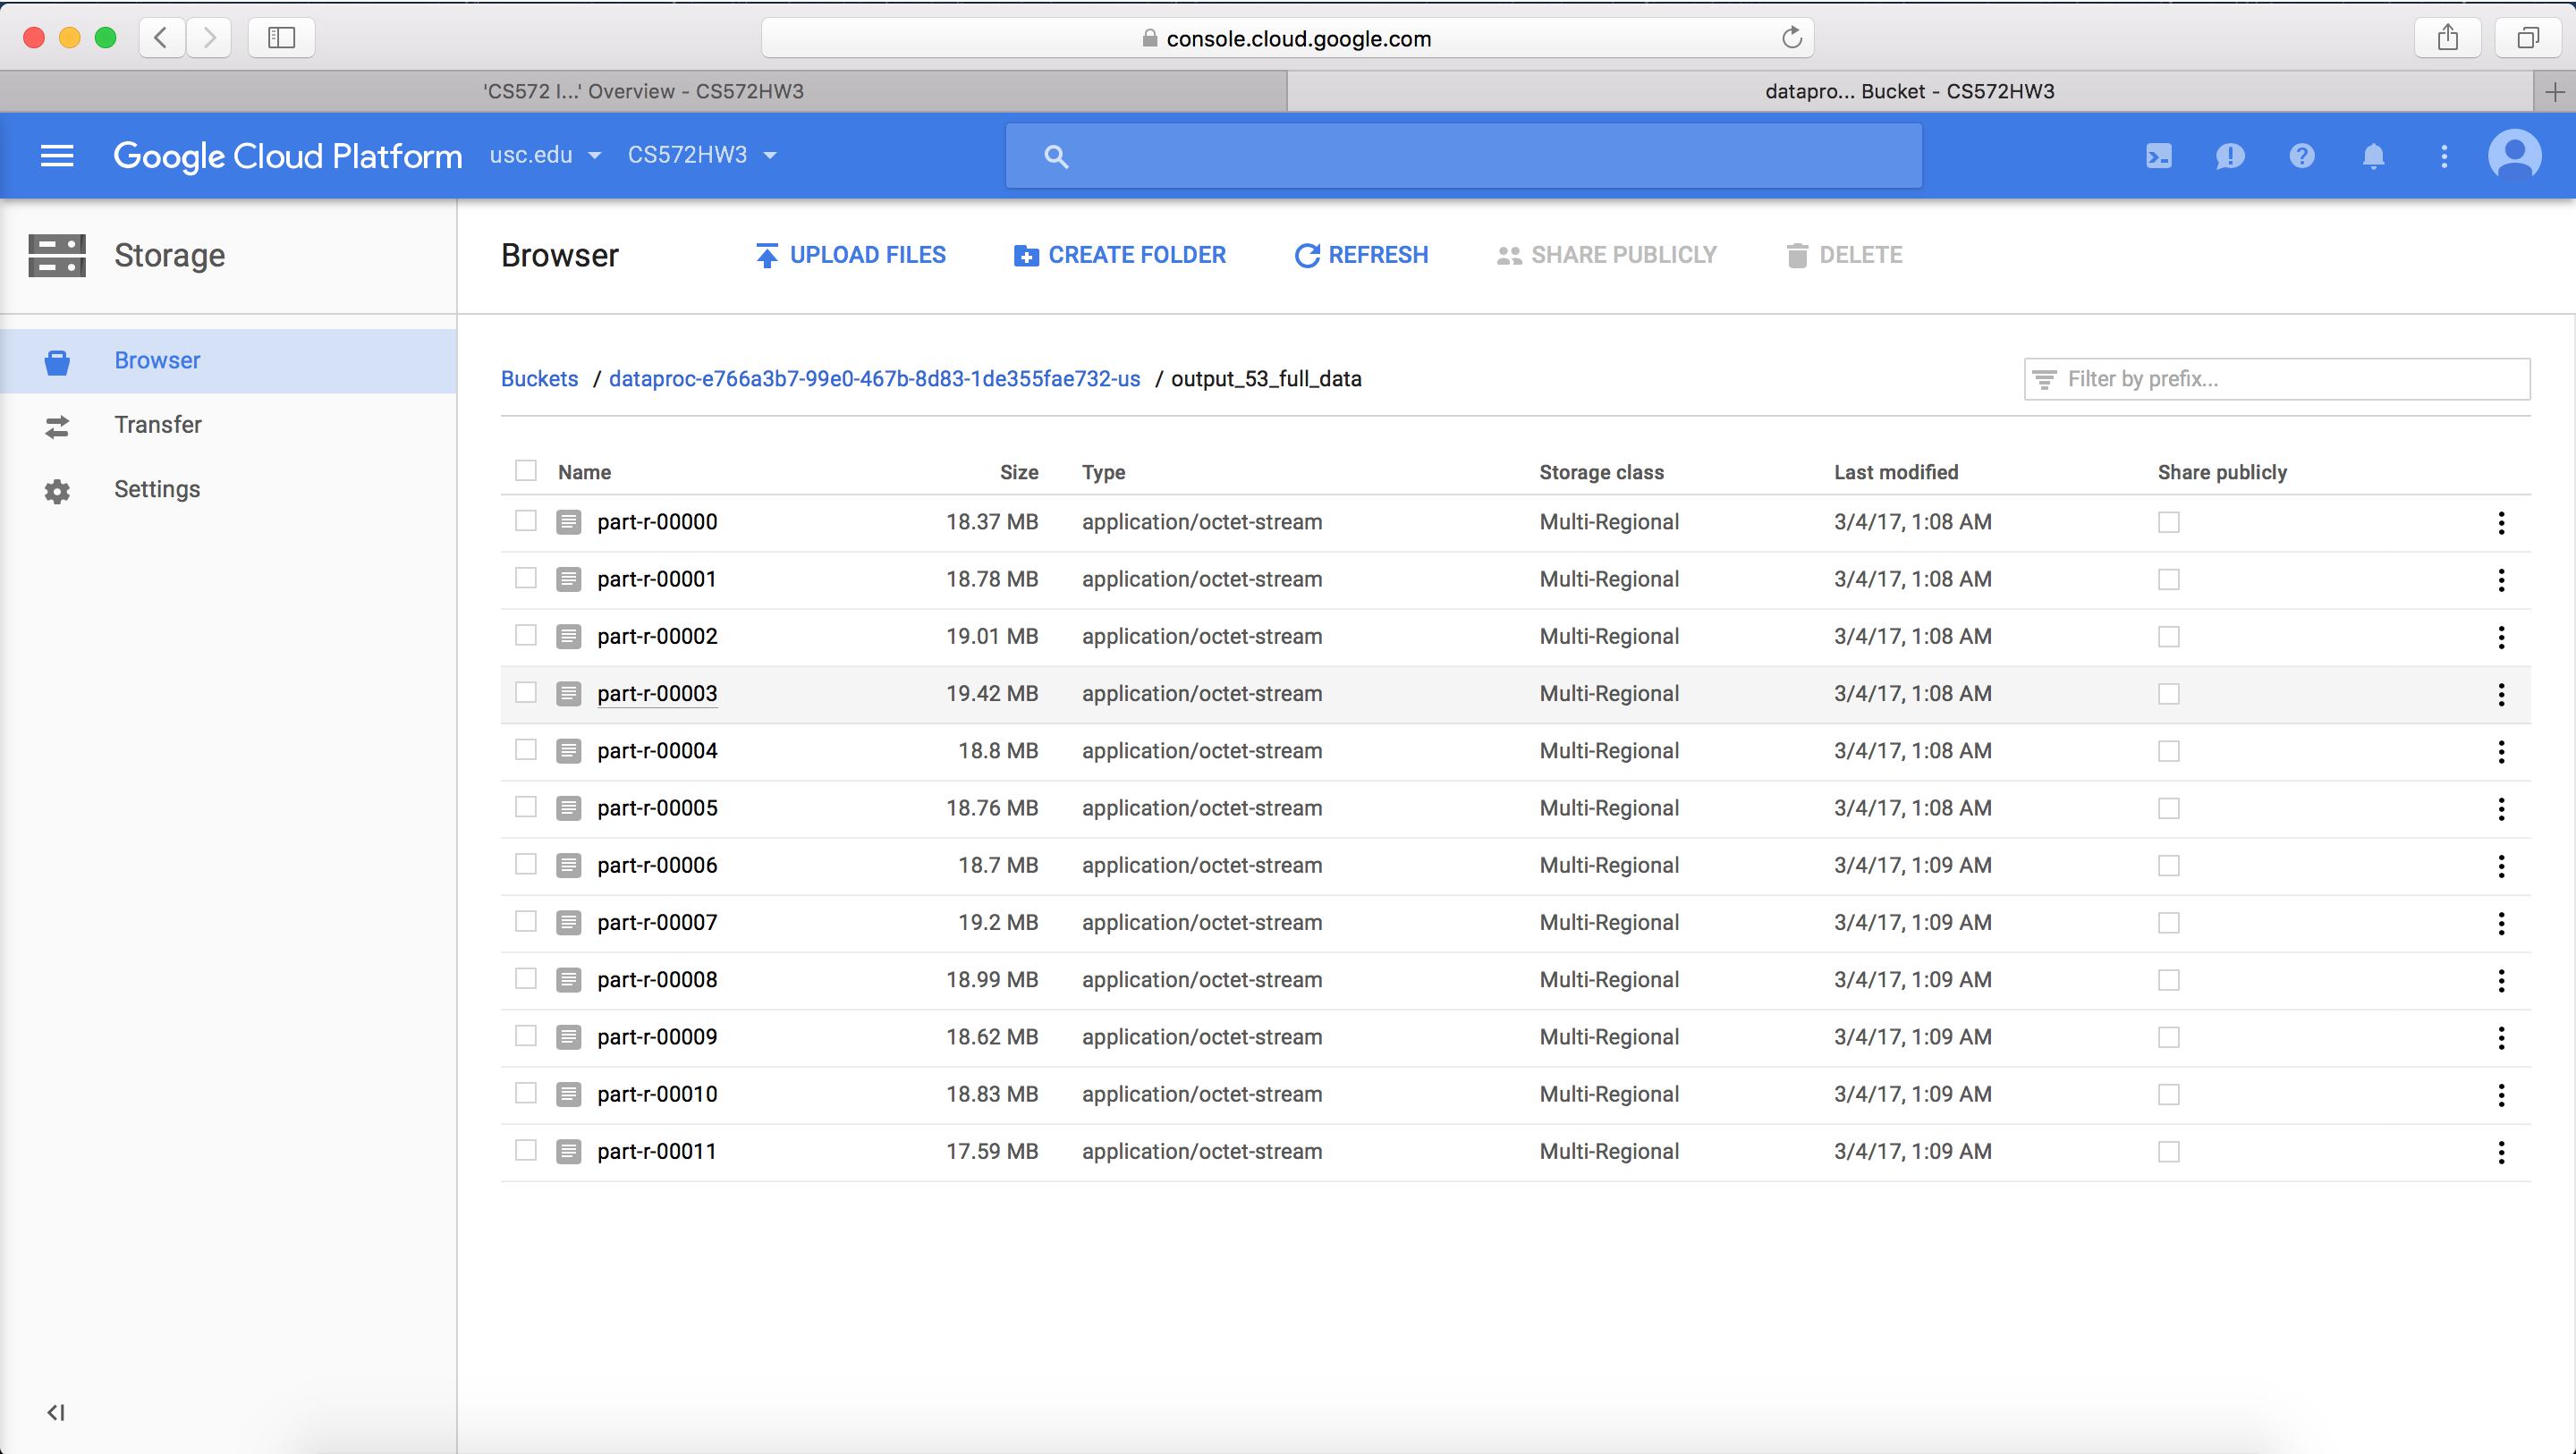 console.cloud.google.com
'CS572 I...' Overview - CS572HW3
datapro... Bucket - CS572HW3
Google Cloud Platform usc.edu CS572HW3
Storage
Browser UPLOAD FILES CREATE FOLDER REFRESH SHARE PUBLICLY DELETE
Browser
Transfer
Settings
Buckets / dataproc-e766a3b7-99e0-467b-8d83-1de355fae732-us / output_53_full_data
Filter by prefix...
Name Size Type Storage class Last modified Share publicly
part-r-00000 18.37 MB application/octet-stream Multi-Regional 3/4/17, 1:08 AM
part-r-00001 18.78 MB application/octet-stream Multi-Regional 3/4/17, 1:08 AM
part-r-00002 19.01 MB application/octet-stream Multi-Regional 3/4/17, 1:08 AM
part-r-00003 19.42 MB application/octet-stream Multi-Regional 3/4/17, 1:08 AM
part-r-00004 18.8 MB application/octet-stream Multi-Regional 3/4/17, 1:08 AM
part-r-00005 18.76 MB application/octet-stream Multi-Regional 3/4/17, 1:08 AM
part-r-00006 18.7 MB application/octet-stream Multi-Regional 3/4/17, 1:09 AM
part-r-00007 19.2 MB application/octet-stream Multi-Regional 3/4/17, 1:09 AM
part-r-00008 18.99 MB application/octet-stream Multi-Regional 3/4/17, 1:09 AM
part-r-00009 18.62 MB application/octet-stream Multi-Regional 3/4/17, 1:09 AM
part-r-00010 18.83 MB application/octet-stream Multi-Regional 3/4/17, 1:09 AM
part-r-00011 17.59 MB application/octet-stream Multi-Regional 3/4/17, 1:09 AM